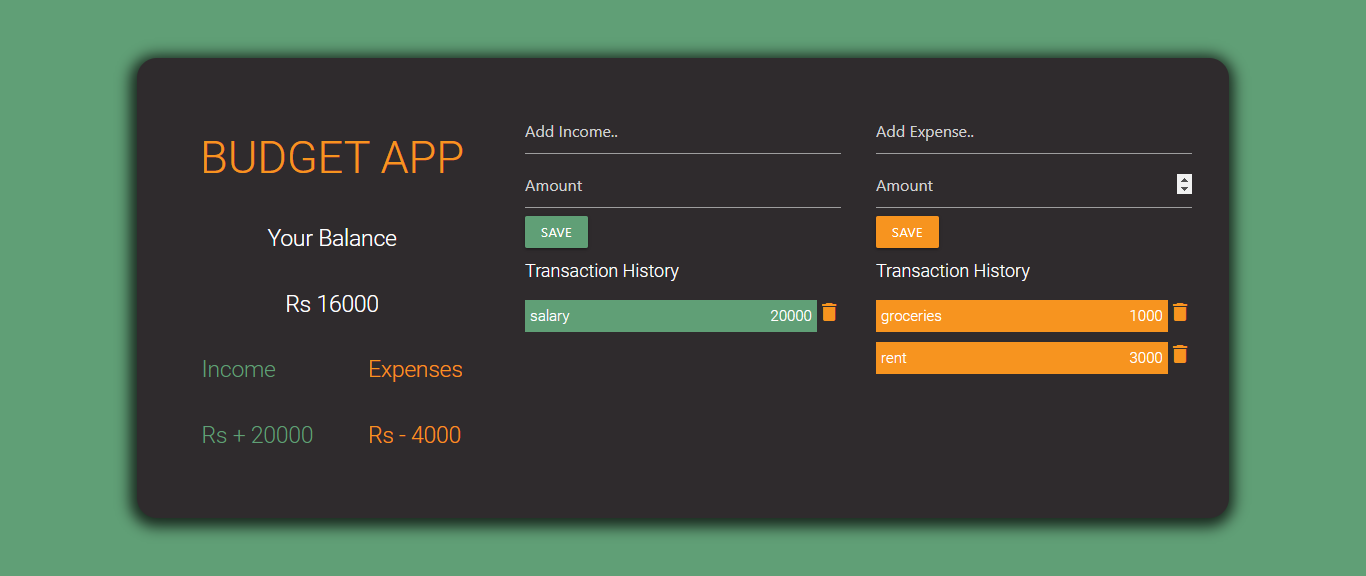 BUDGET APP
Your Balance
Rs 16000
Income Expenses
Rs + 20000 Rs - 4000
Add Income..
Amount
SAVE
Transaction History
salary 20000
Add Expense..
Amount
SAVE
Transaction History
groceries 1000
rent 3000